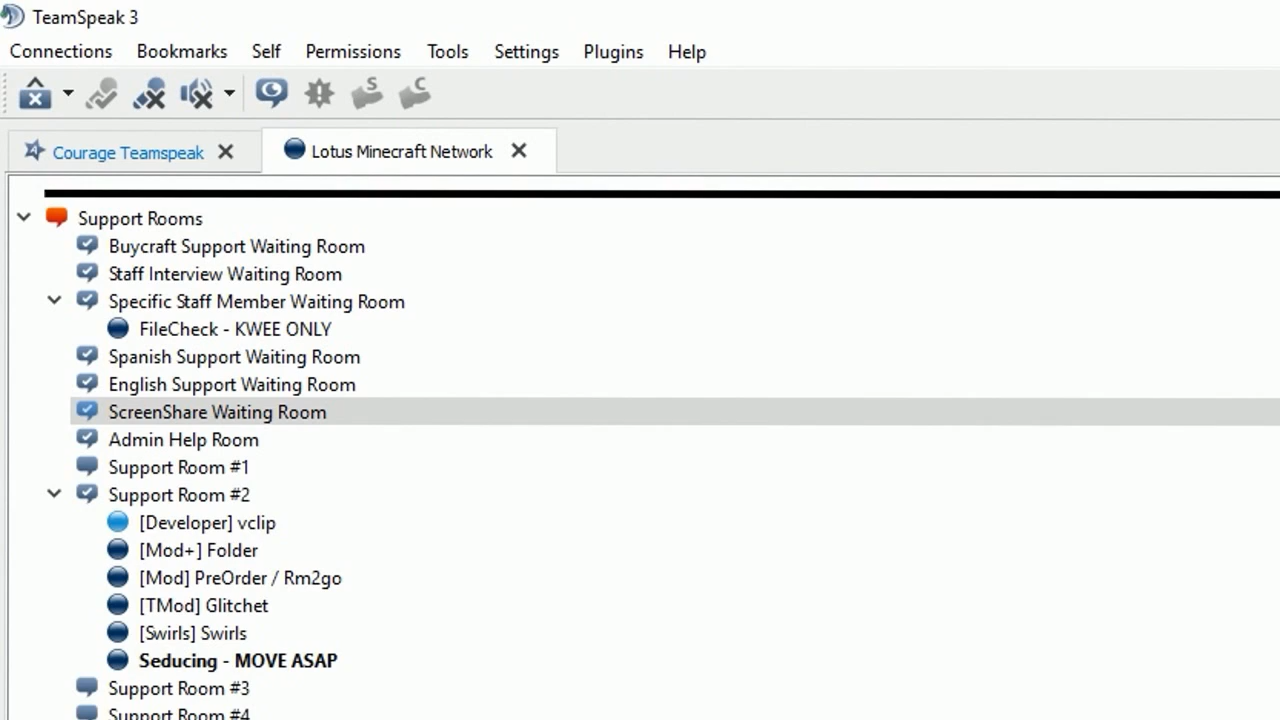 TeamSpeak 3
Connections Bookmarks Self Permissions Tools Settings Plugins Help
S C
Courage Teamspeak Lotus Minecraft Network
Support Rooms
Buycraft Support Waiting Room
Staff Interview Waiting Room
Specific Staff Member Waiting Room
FileCheck - KWEE ONLY
Spanish Support Waiting Room
English Support Waiting Room
ScreenShare Waiting Room
Admin Help Room
Support Room #1
Support Room #2
[Developer] vclip
[Mod+] Folder
[Mod] PreOrder / Rm2go
[TMod] Glitchet
[Swirls] Swirls
Seducing - MOVE ASAP
Support Room #3
Support Room #4